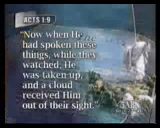 ACTS 1:9
"Now when He...
had spoken these
things, while they
watched, He
was taken up,
and a cloud
received Him
out of their sight."